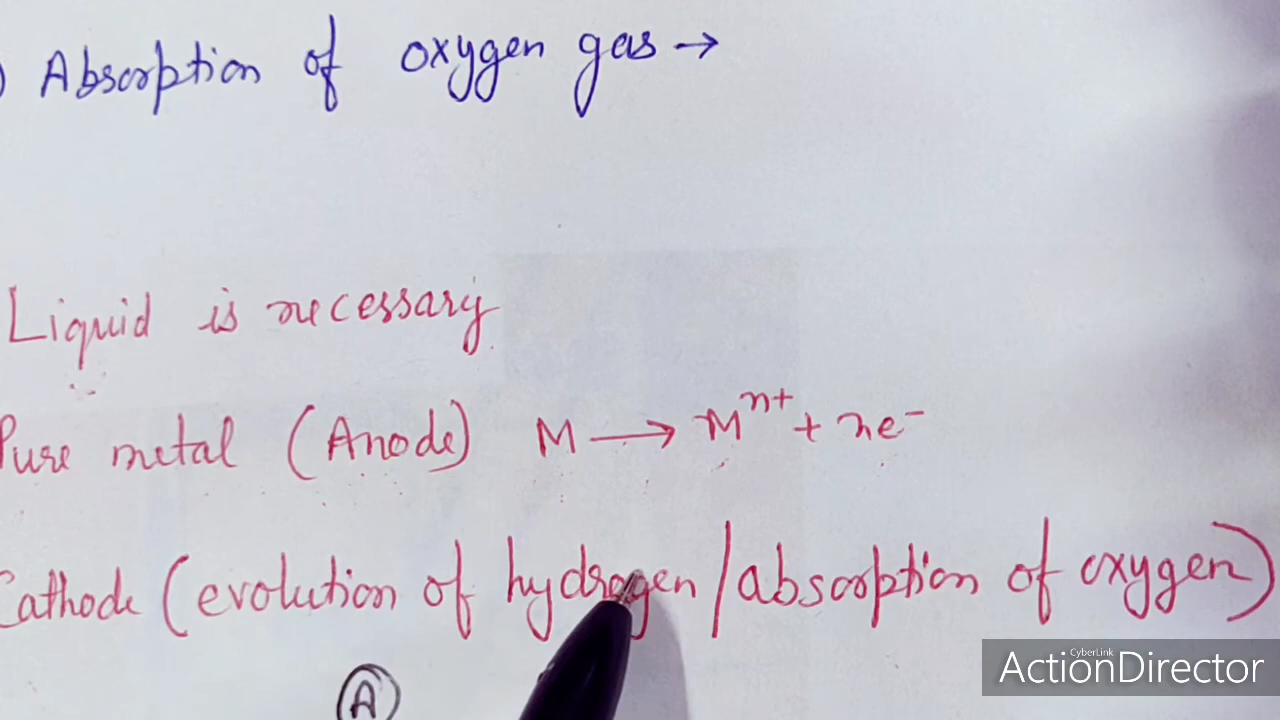 ) Absorption of oxygen gas →
Liquid is necessary
Pure metal (Anode) M → Mⁿ⁺ + ne⁻
Cathode (evolution of hydrogen / absorption of oxygen)
A
CyberLink
ActionDirector